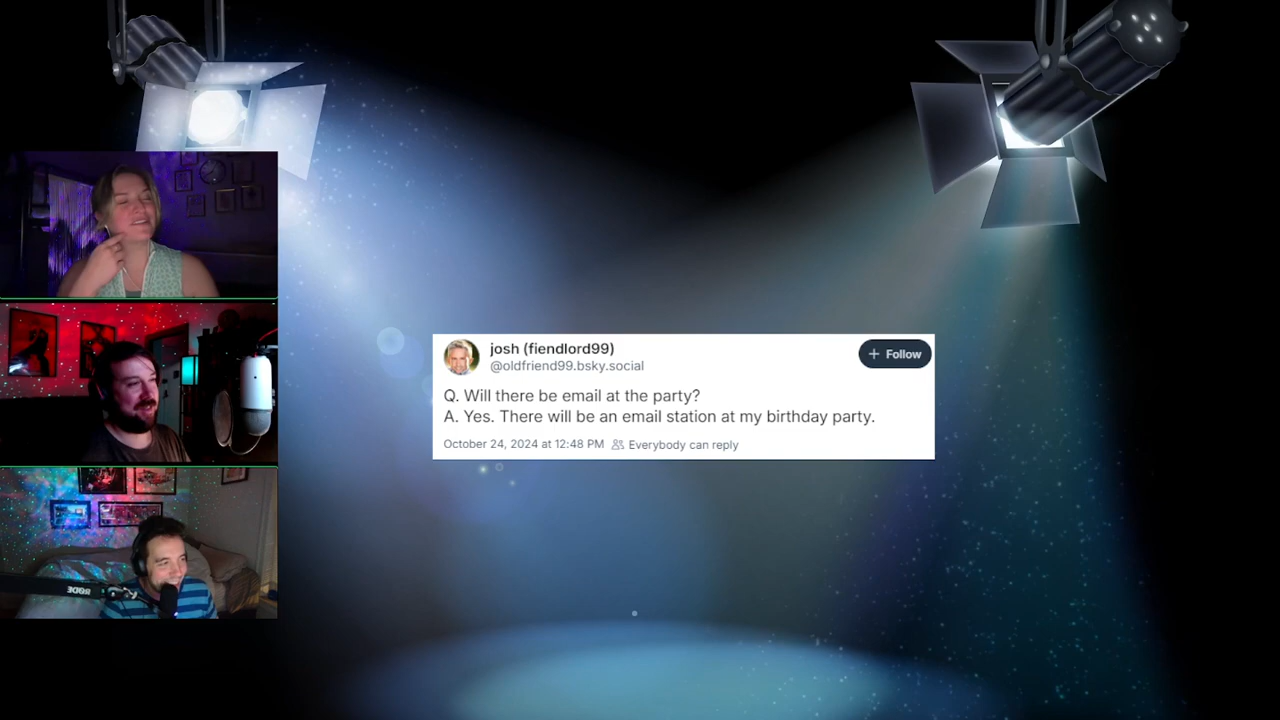 josh (fiendlord99)
@oldfriend99.bsky.social
+ Follow
Q. Will there be email at the party?
A. Yes. There will be an email station at my birthday party.
October 24, 2024 at 12:48 PM Everybody can reply
RØDE